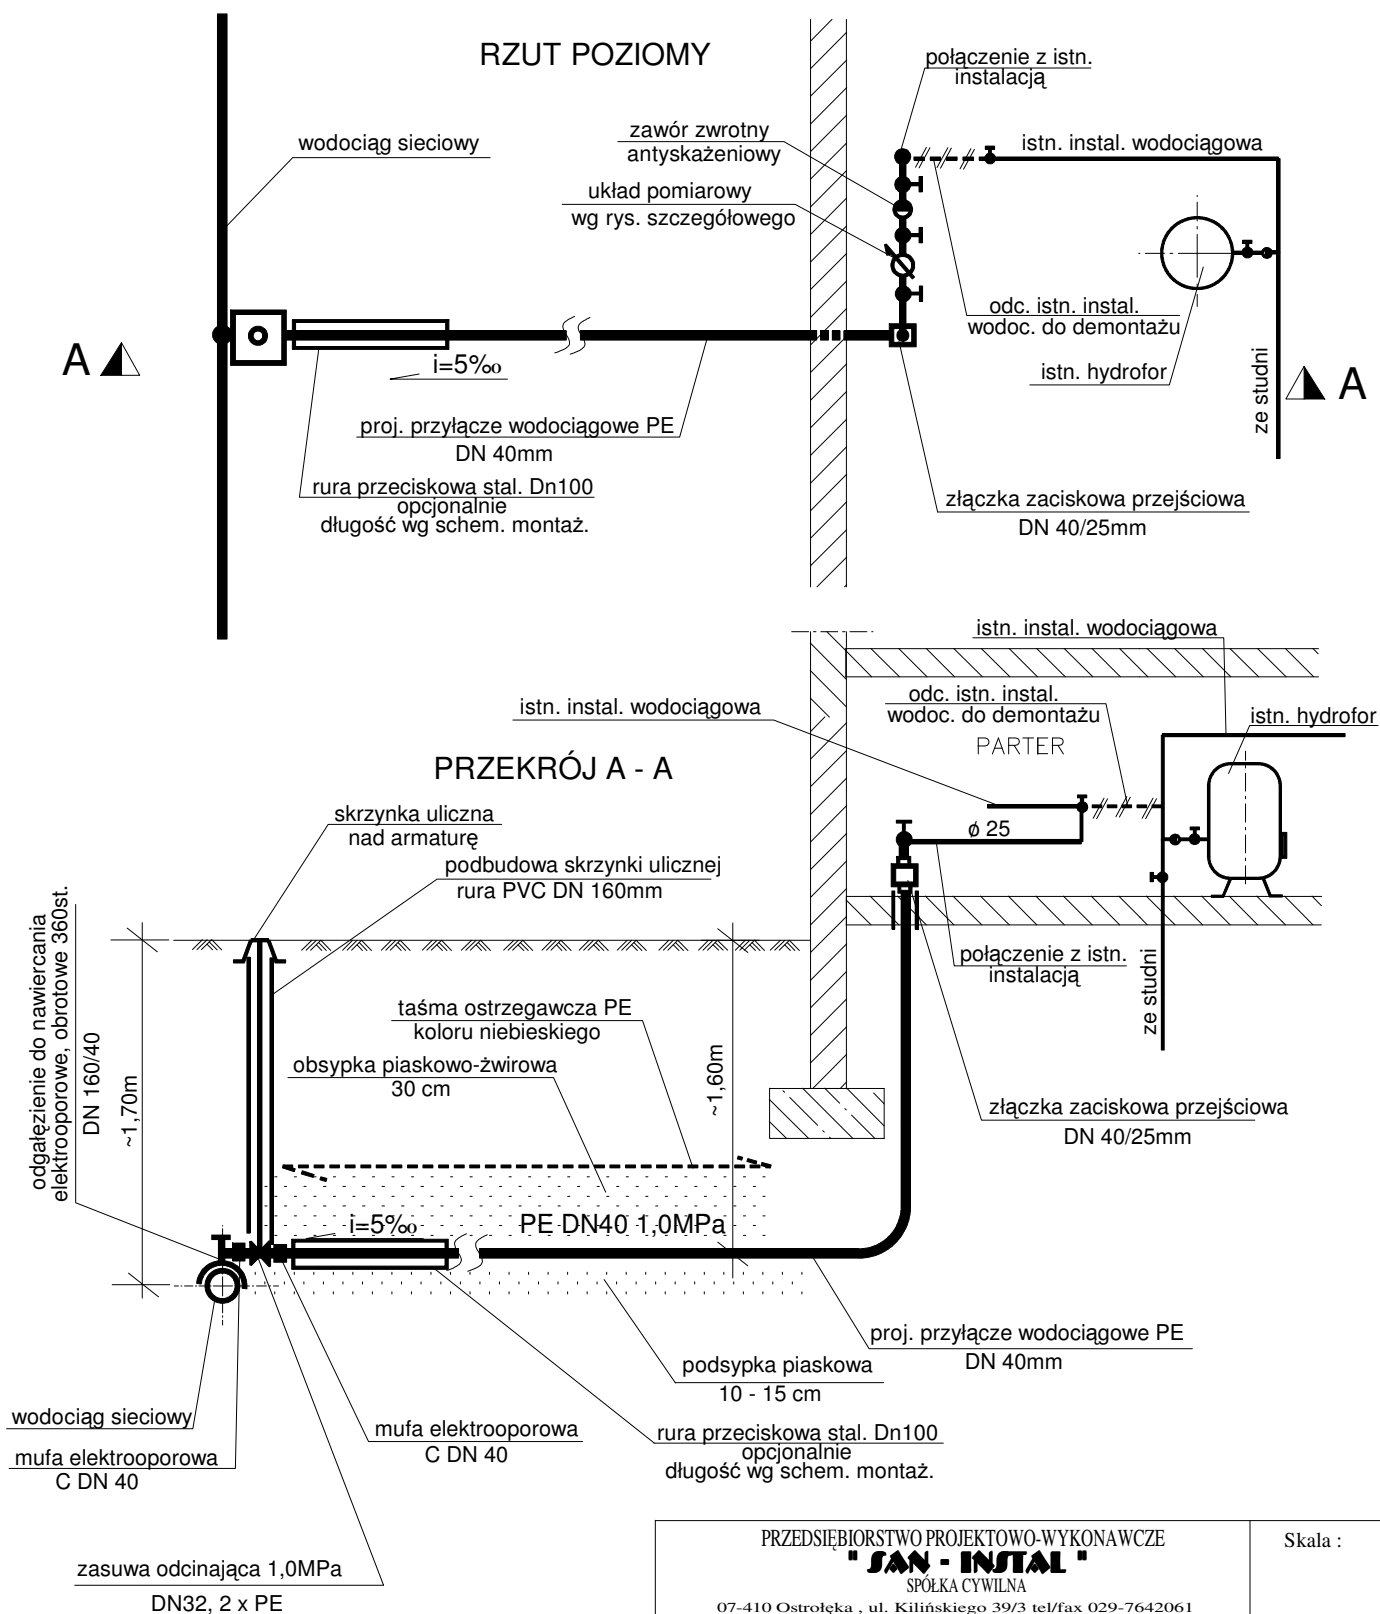 RZUT POZIOMY
połączenie z istn.
instalacją
wodociąg sieciowy
zawór zwrotny
antyskażeniowy
istn. instal. wodociągowa
układ pomiarowy
wg rys. szczegółowego
odc. istn. instal.
wodoc. do demontażu
istn. hydrofor
ze studni
A
A
i=5‰
proj. przyłącze wodociągowe PE
DN 40mm
rura przeciskowa stal. Dn100
opcjonalnie
długość wg schem. montaż.
złączka zaciskowa przejściowa
DN 40/25mm
istn. instal. wodociągowa
istn. instal. wodociągowa
odc. istn. instal.
wodoc. do demontażu
istn. hydrofor
PARTER
PRZEKRÓJ A - A
skrzynka uliczna
nad armaturę
ø 25
podbudowa skrzynki ulicznej
rura PVC DN 160mm
odgałęzienie do nawiercania
elektrooporowe, obrotowe 360st.
DN 160/40
~1,70m
połączenie z istn.
instalacją
ze studni
taśma ostrzegawcza PE
koloru niebieskiego
obsypka piaskowo-żwirowa
30 cm
~1,60m
złączka zaciskowa przejściowa
DN 40/25mm
i=5‰
PE DN40 1,0MPa
proj. przyłącze wodociągowe PE
DN 40mm
podsypka piaskowa
10 - 15 cm
wodociąg sieciowy
mufa elektrooporowa
C DN 40
mufa elektrooporowa
C DN 40
rura przeciskowa stal. Dn100
opcjonalnie
długość wg schem. montaż.
zasuwa odcinająca 1,0MPa
DN32, 2 x PE
PRZEDSIĘBIORSTWO PROJEKTOWO-WYKONAWCZE
" SAN - INSTAL "
SPÓŁKA CYWILNA
07-410 Ostrołęka , ul. Kilińskiego 39/3 tel/fax 029-7642061
Skala :